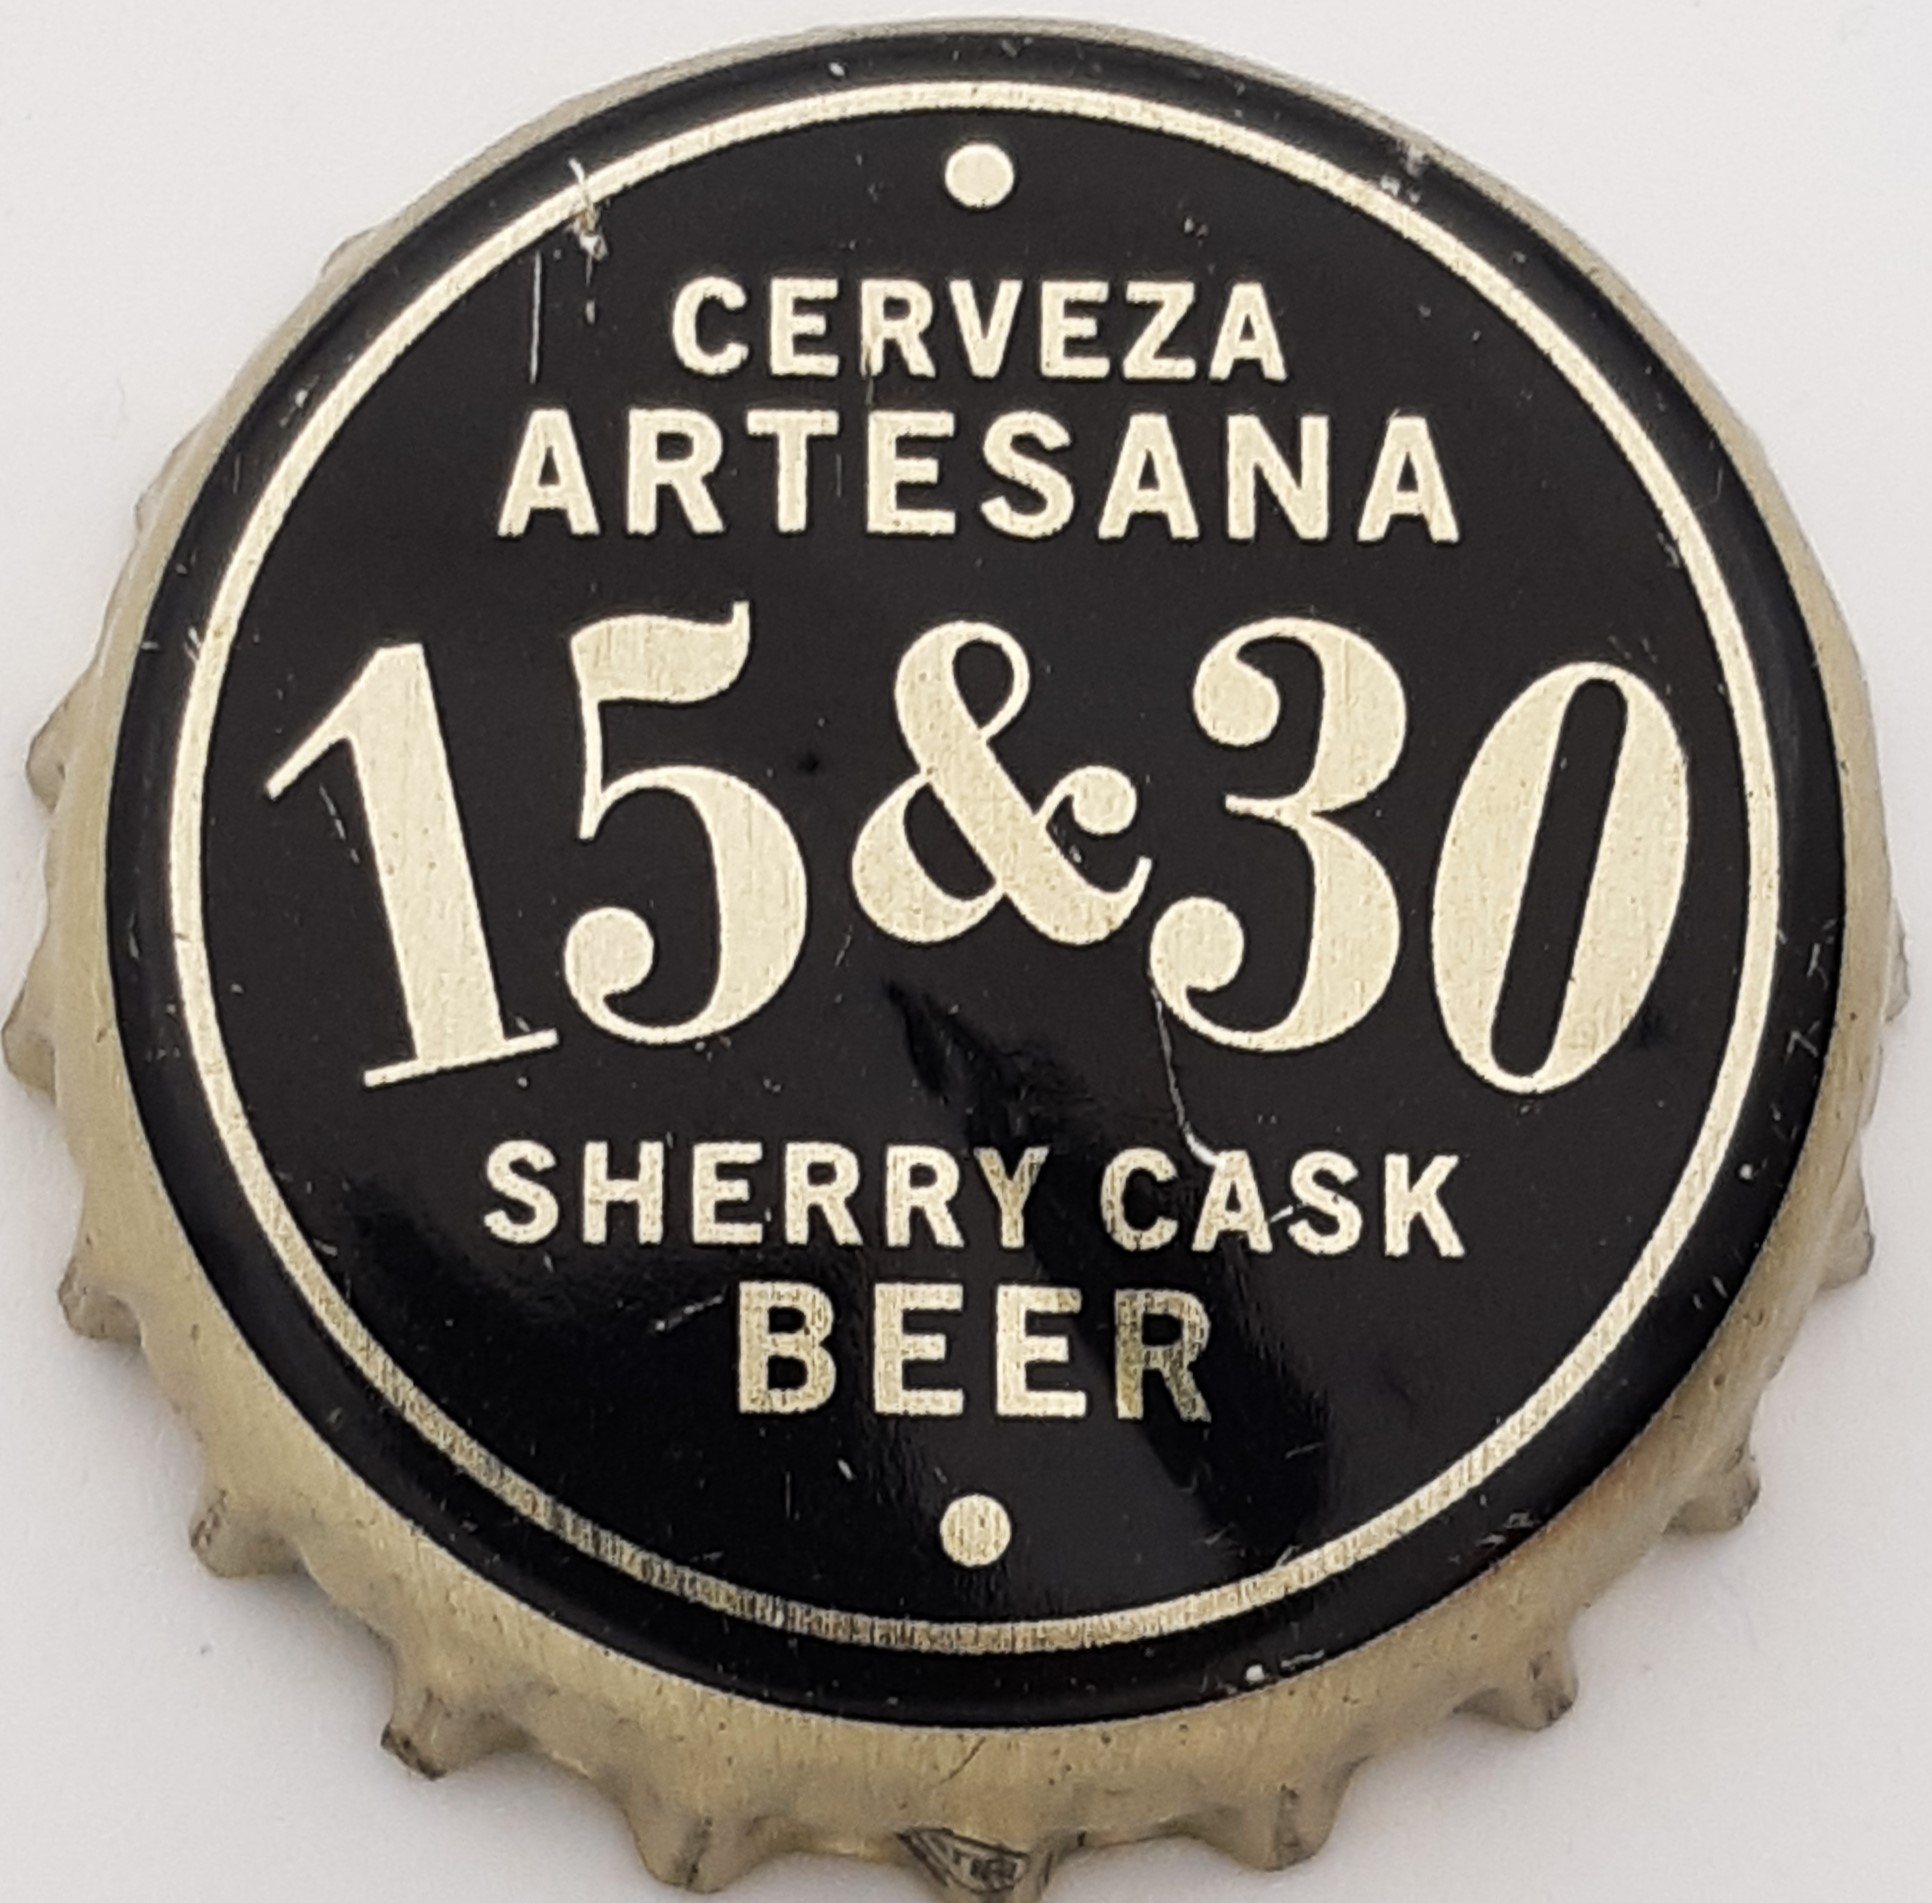 CERVEZA
ARTESANA
15 & 30
SHERRY CASK
BEER